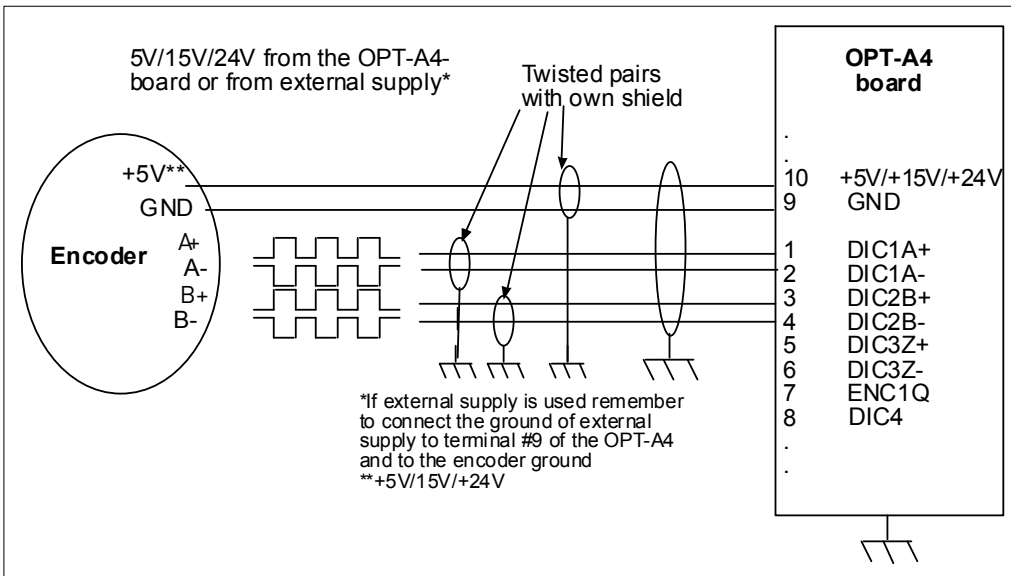 5V/15V/24V from the OPT-A4-
board or from external supply*
Twisted pairs
with own shield
OPT-A4
board
Encoder
+5V**
GND
A+
A-
B+
B-
.
.
10 +5V/+15V/+24V
9 GND
1 DIC1A+
2 DIC1A-
3 DIC2B+
4 DIC2B-
5 DIC3Z+
6 DIC3Z-
7 ENC1Q
8 DIC4
.
.
*If external supply is used remember
to connect the ground of external
supply to terminal #9 of the OPT-A4
and to the encoder ground
**+5V/15V/+24V